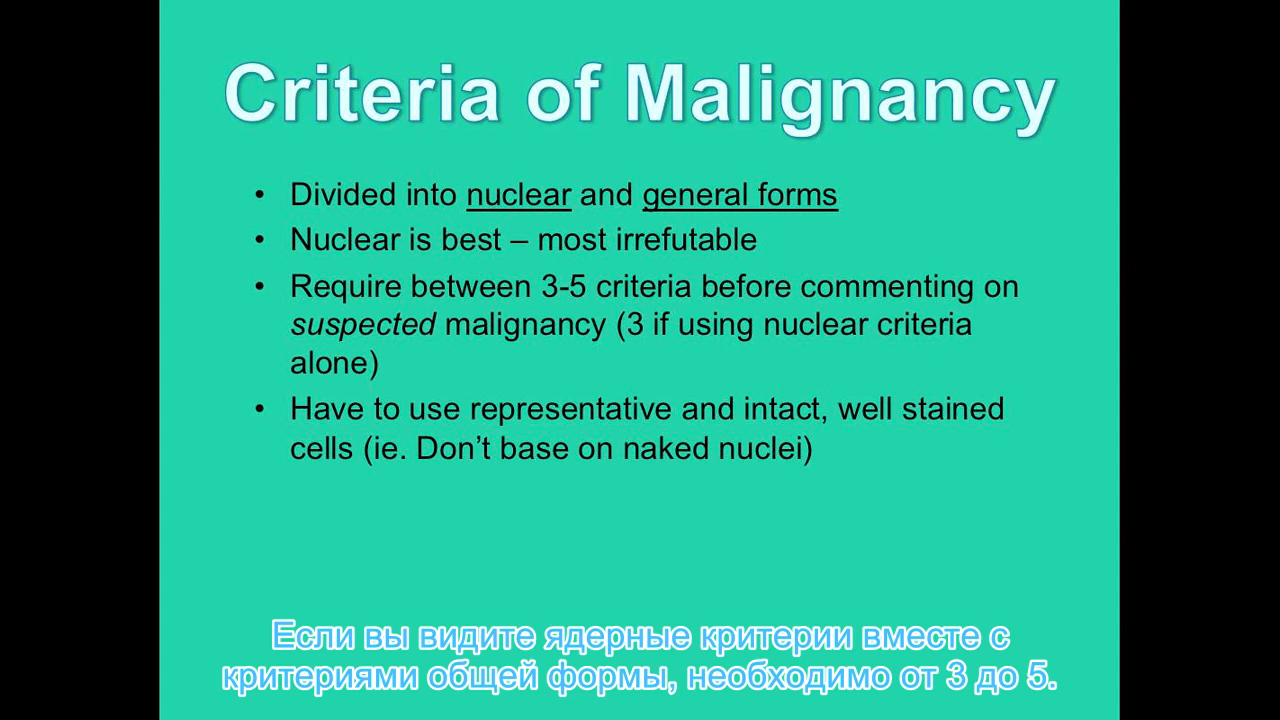 Criteria of Malignancy
• Divided into nuclear and general forms
• Nuclear is best – most irrefutable
• Require between 3-5 criteria before commenting on
suspected malignancy (3 if using nuclear criteria
alone)
• Have to use representative and intact, well stained
cells (ie. Don’t base on naked nuclei)
Если вы видите ядерные критерии вместе с
критериями общей формы, необходимо от 3 до 5.